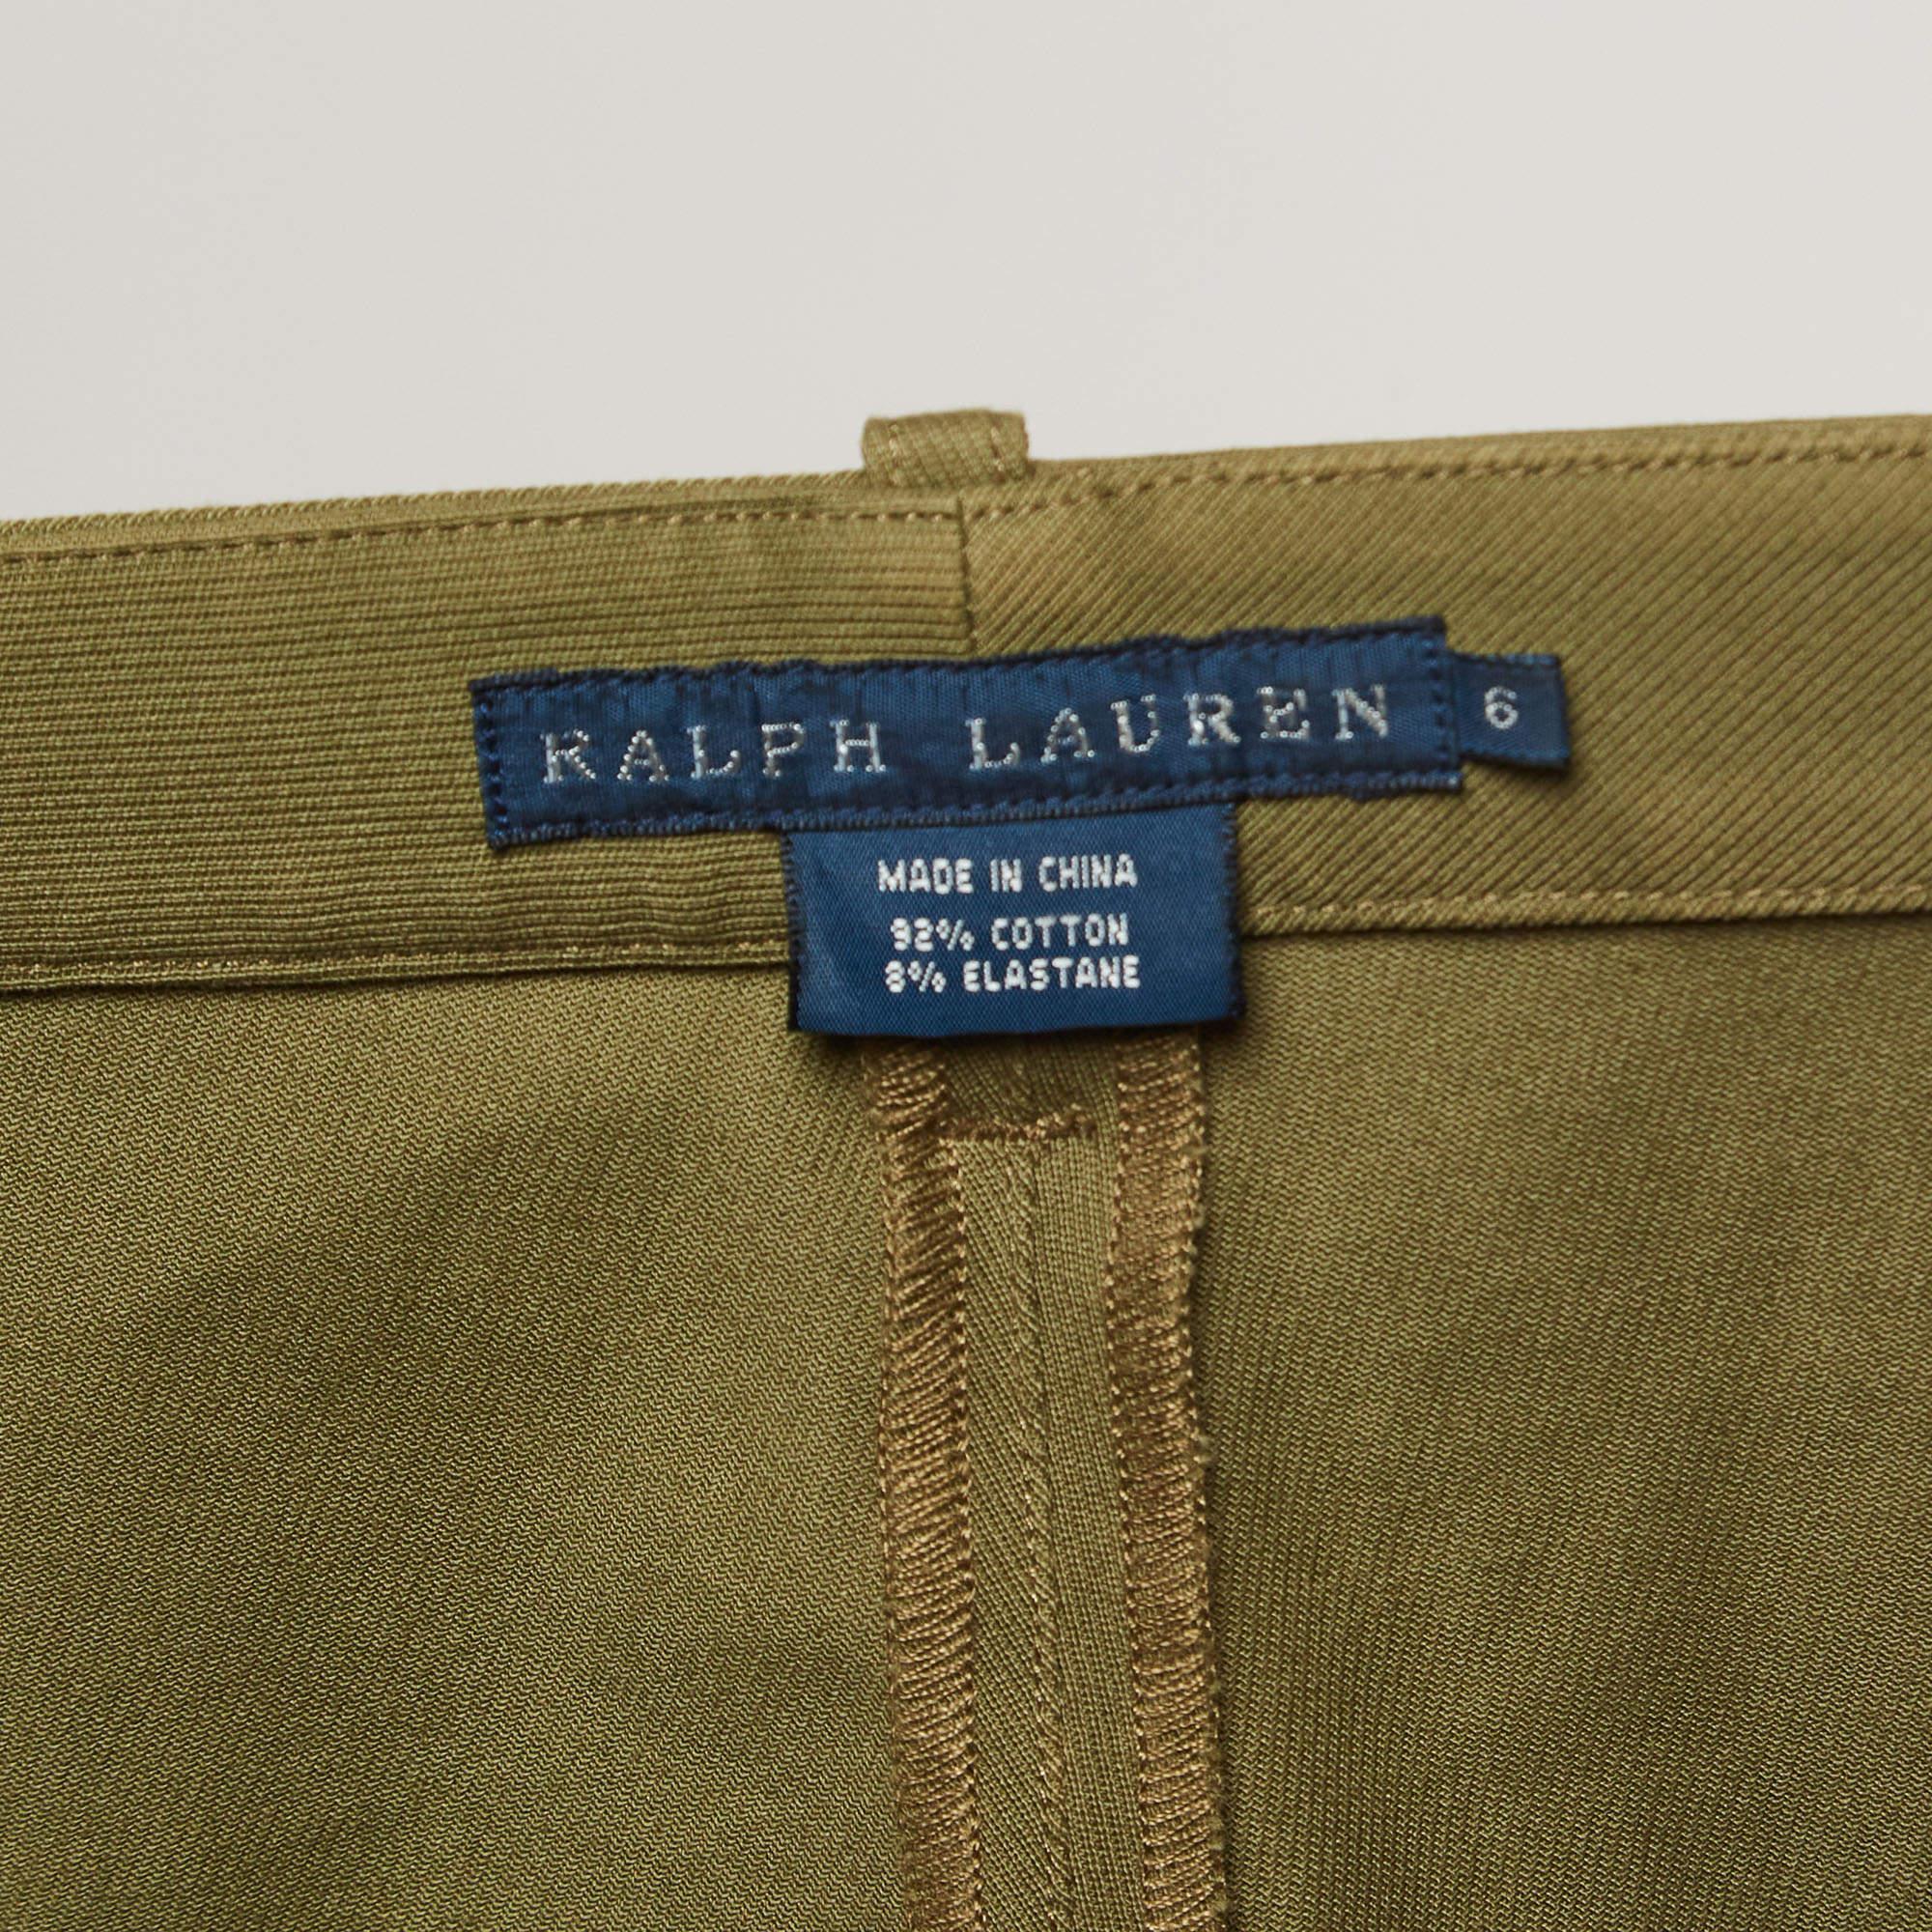 RALPH LAUREN 6
MADE IN CHINA
92% COTTON
8% ELASTANE